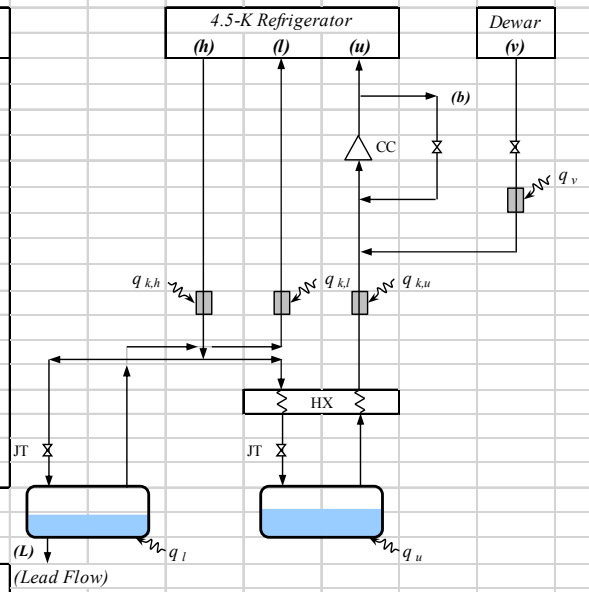 4.5-K Refrigerator
Dewar
(h)
(l)
(u)
(v)
(b)
CC
q v
q k,h
q k,l
q k,u
HX
JT
JT
(L)
q l
q u
(Lead Flow)